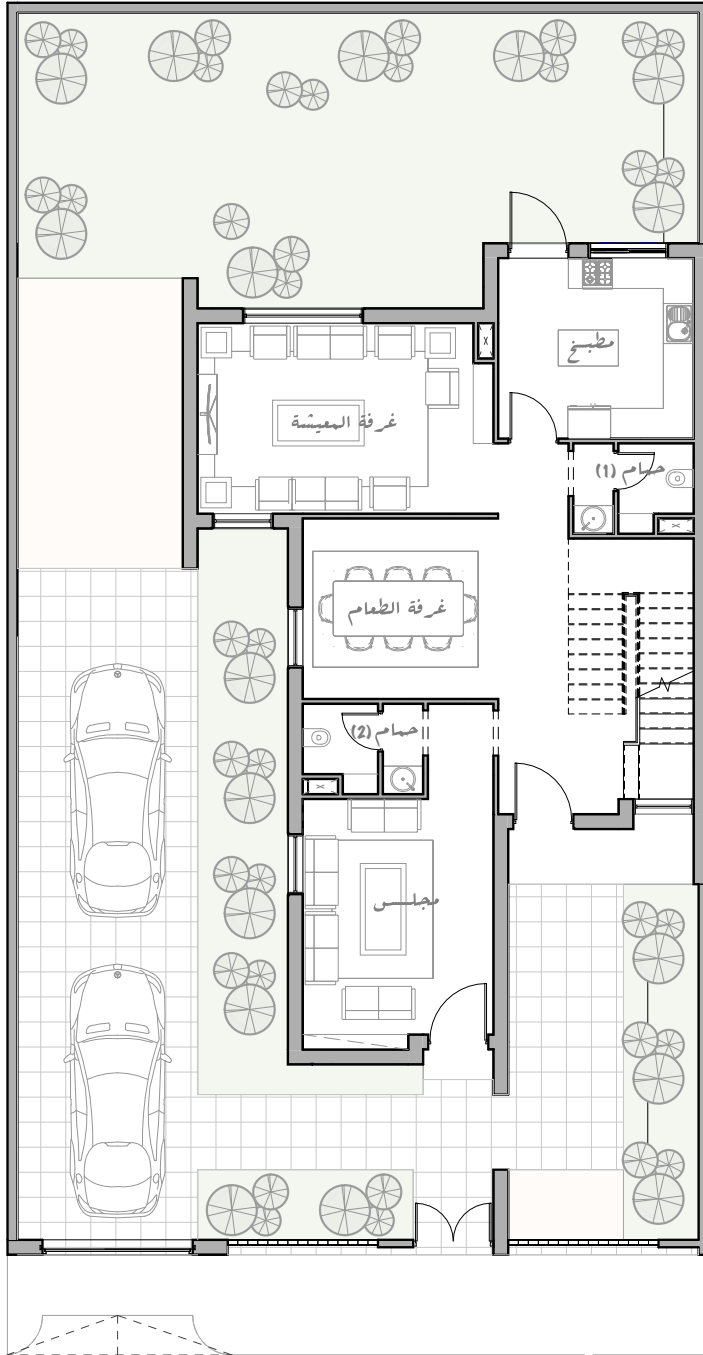 مطبخ
غرفة المعيشة
حمام (1)
غرفة الطعام
حمام (2)
مجلس